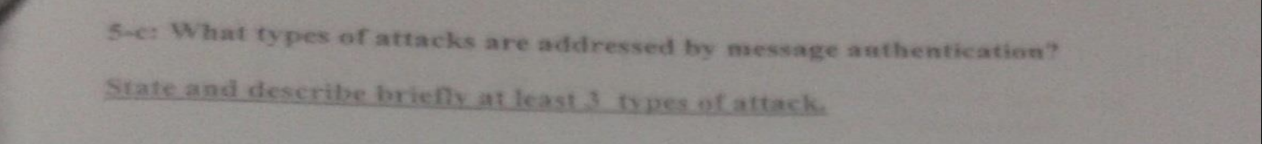 5-c: What types of attacks are addressed by message authentication?
State and describe briefly at least 3 types of attack.